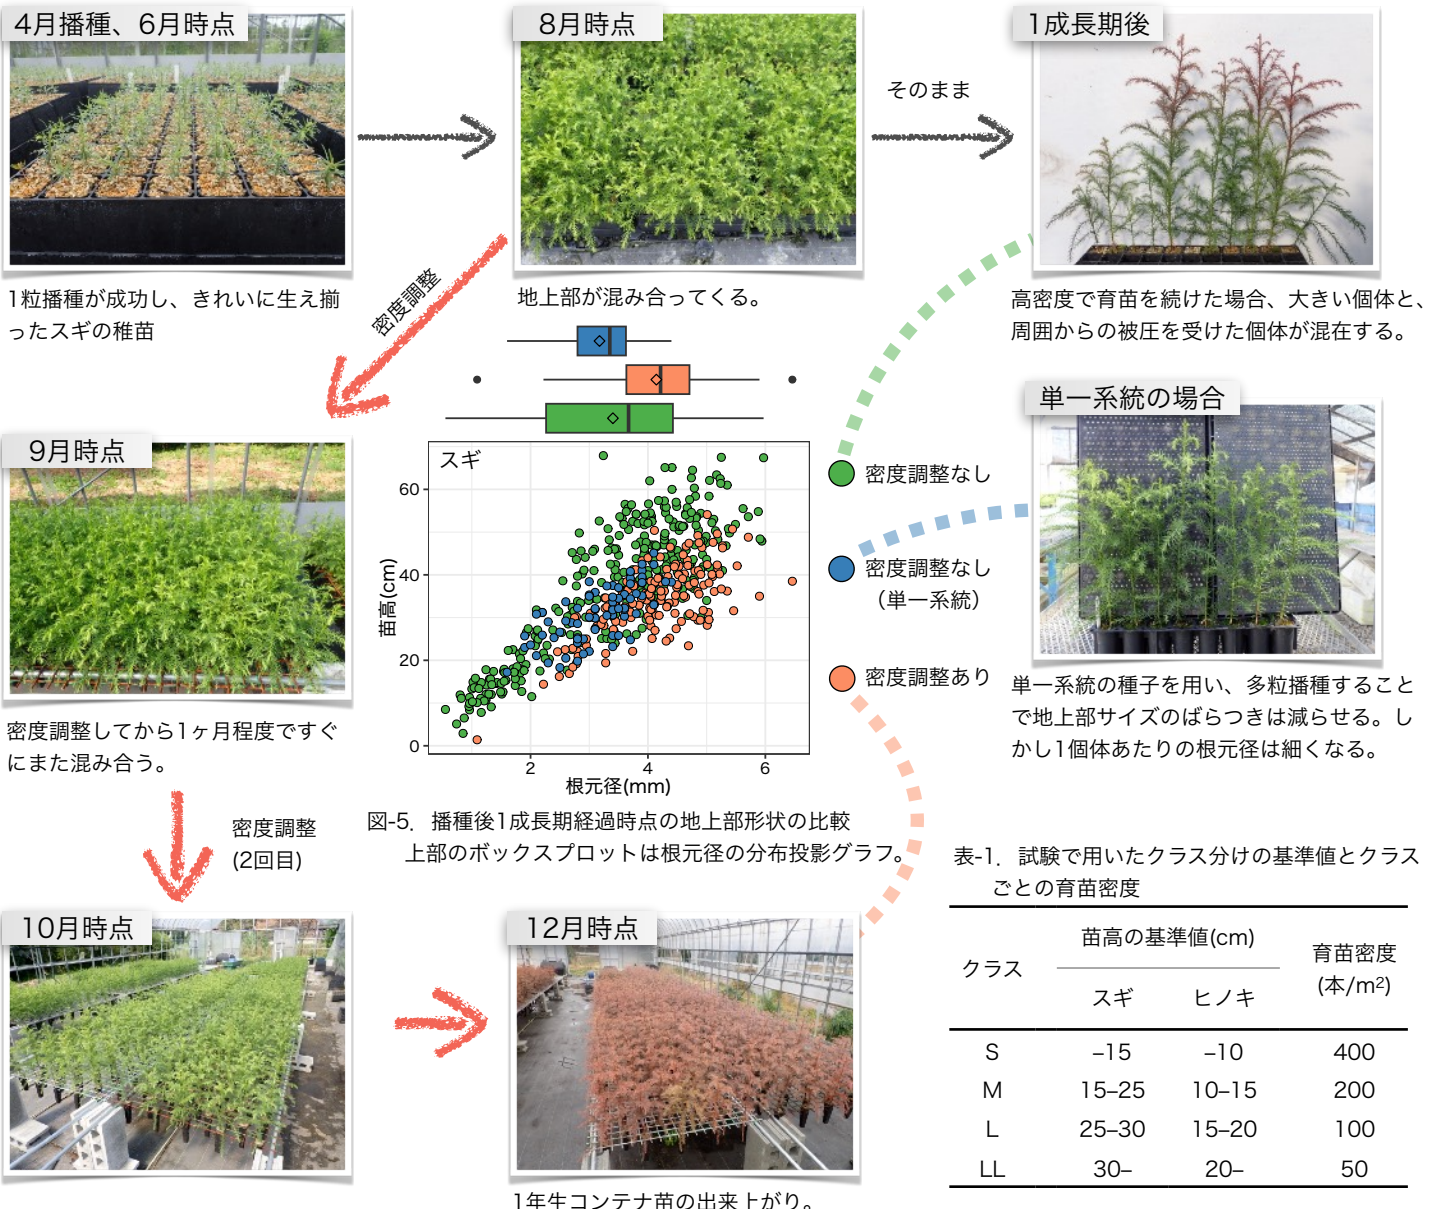 4月播種、6月時点
8月時点
そのまま
1成長期後
1粒播種が成功し、きれいに生え揃
ったスギの稚苗
密度調整
地上部が混み合ってくる。
高密度で育苗を続けた場合、大きい個体と、
周囲からの被圧を受けた個体が混在する。
単一系統の場合
単一系統の種子を用い、多粒播種すること
で地上部サイズのばらつきは減らせる。し
かし1個体あたりの根元径は細くなる。
9月時点
密度調整してから1ヶ月程度ですぐ
にまた混み合う。
スギ
60
40
20
0
苗高(cm)
2 4 6
根元径(mm)
密度調整なし
密度調整なし
（単一系統）
密度調整あり
図-5．播種後1成長期経過時点の地上部形状の比較
上部のボックスプロットは根元径の分布投影グラフ。
密度調整
(2回目)
10月時点
12月時点
1年生コンテナ苗の出来上がり。
表-1．試験で用いたクラス分けの基準値とクラス
ごとの育苗密度
クラス 苗高の基準値(cm) 育苗密度
(本/m²)
スギ ヒノキ
S –15 –10 400
M 15–25 10–15 200
L 25–30 15–20 100
LL 30– 20– 50